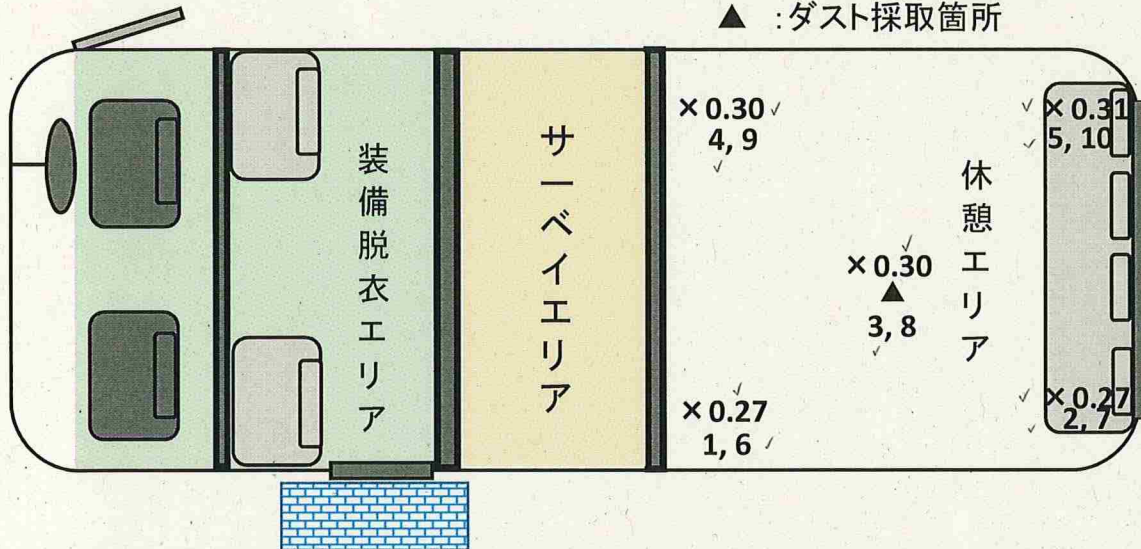 ▲ :ダスト採取箇所
装備脱衣エリア
サーベイエリア
休憩エリア
×0.30
4, 9
×0.31
5, 10
×0.30
▲
3, 8
×0.27
1, 6
×0.27
2, 7